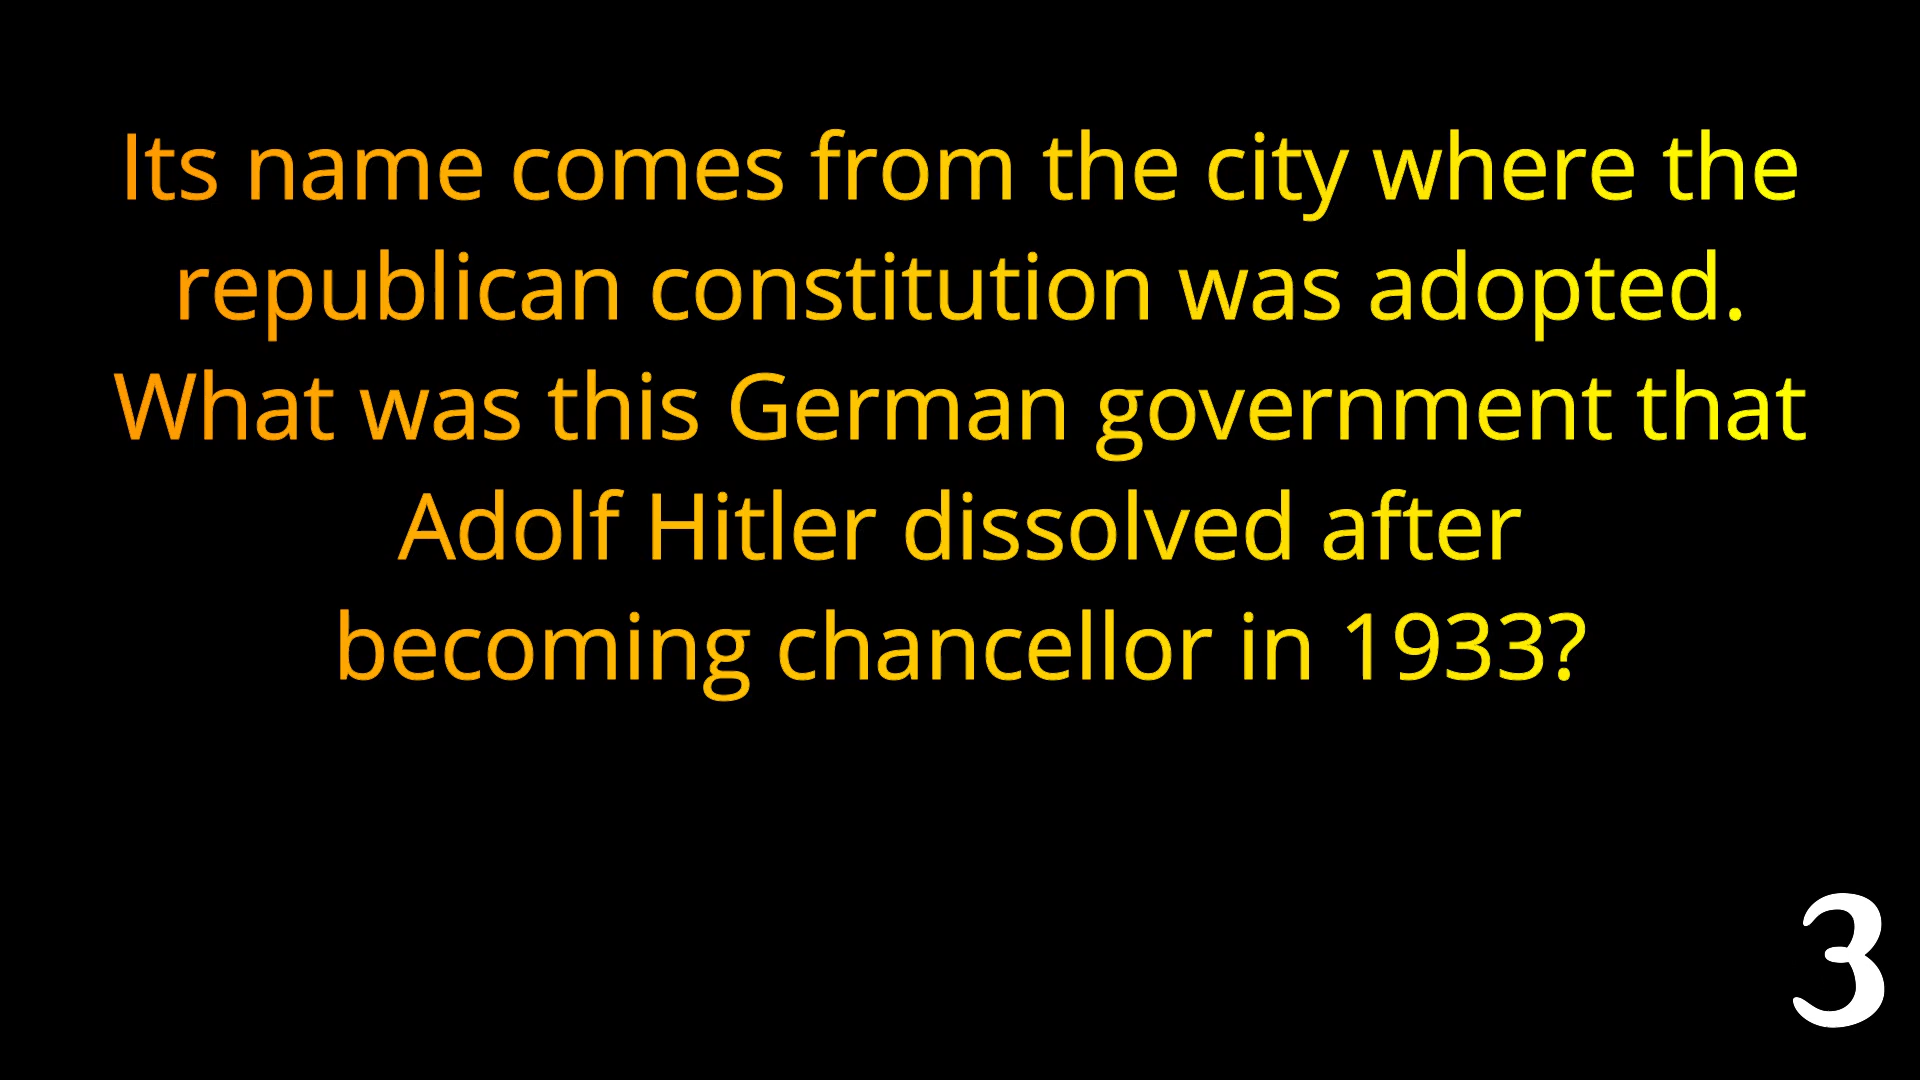 Its name comes from the city where the
republican constitution was adopted.
What was this German government that
Adolf Hitler dissolved after
becoming chancellor in 1933?
3